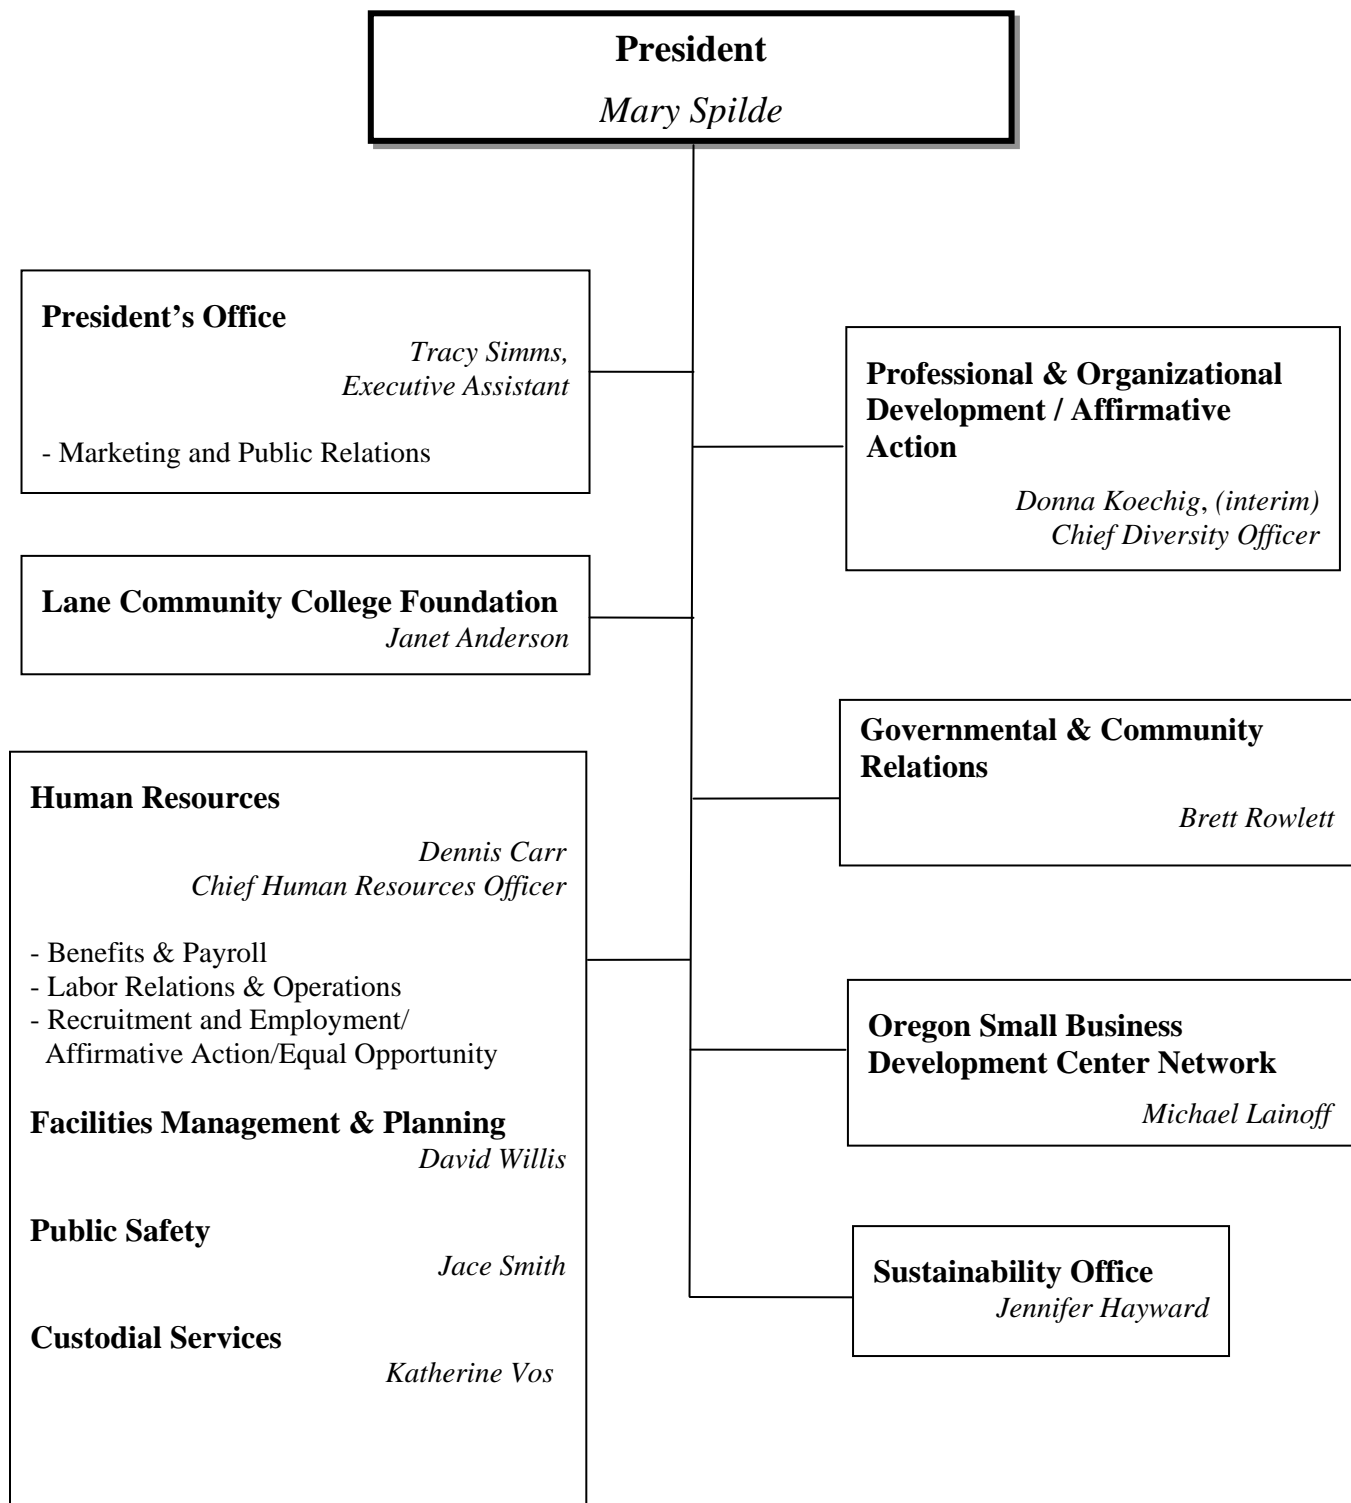 President
Mary Spilde
President’s Office
Tracy Simms,
Executive Assistant
- Marketing and Public Relations
Lane Community College Foundation
Janet Anderson
Human Resources
Dennis Carr
Chief Human Resources Officer
- Benefits & Payroll
- Labor Relations & Operations
- Recruitment and Employment/
Affirmative Action/Equal Opportunity
Facilities Management & Planning
David Willis
Public Safety
Jace Smith
Custodial Services
Katherine Vos
Professional & Organizational
Development / Affirmative
Action
Donna Koechig, (interim)
Chief Diversity Officer
Governmental & Community
Relations
Brett Rowlett
Oregon Small Business
Development Center Network
Michael Lainoff
Sustainability Office
Jennifer Hayward